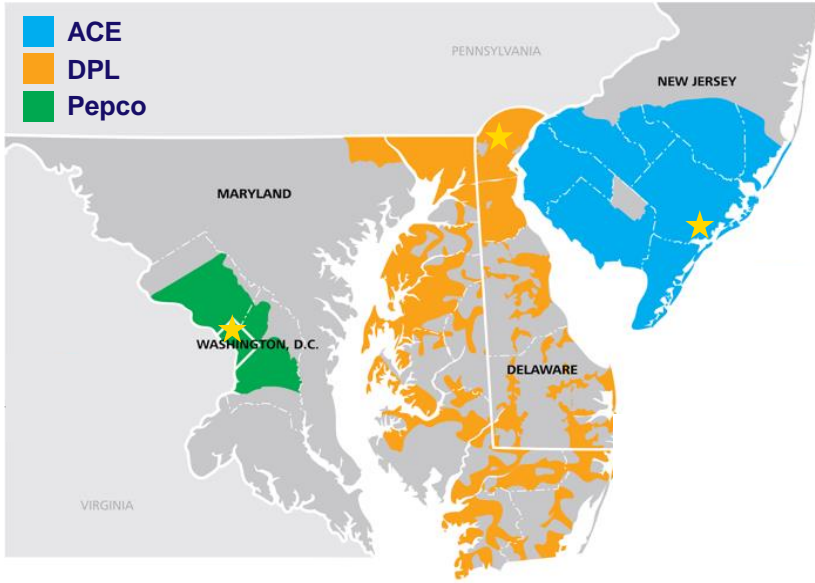 ACE
DPL
Pepco
PENNSYLVANIA
NEW JERSEY
MARYLAND
WASHINGTON, D.C.
DELAWARE
VIRGINIA